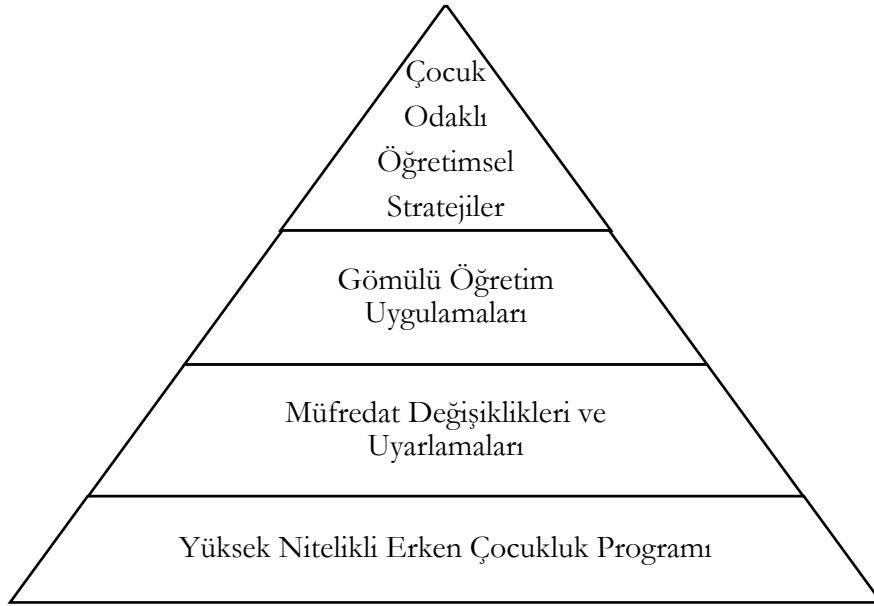 Çocuk
Odaklı
Öğretimsel
Stratejiler
Gömülü Öğretim
Uygulamaları
Müfredat Değişiklikleri ve
Uyarlamaları
Yüksek Nitelikli Erken Çocukluk Programı